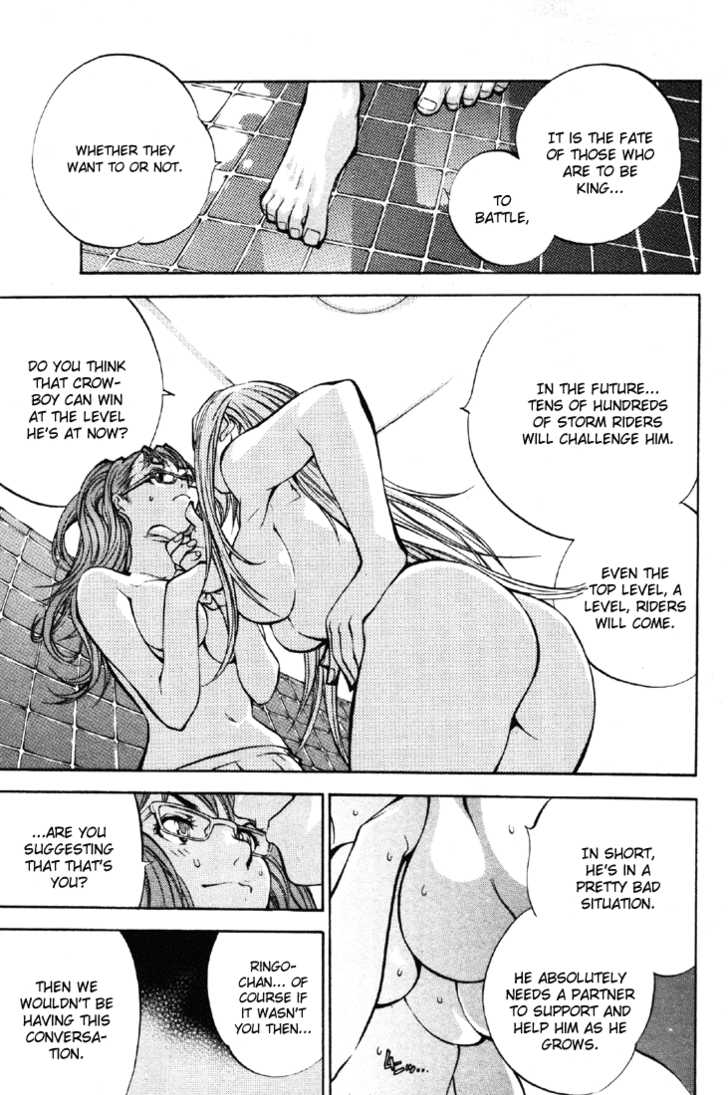 IT IS THE FATE
OF THOSE WHO
ARE TO BE
KING...
TO
BATTLE,
WHETHER THEY
WANT TO OR NOT.
IN THE FUTURE...
TENS OF HUNDREDS
OF STORM RIDERS
WILL CHALLENGE HIM.
EVEN THE
TOP LEVEL, A
LEVEL, RIDERS
WILL COME.
DO YOU THINK
THAT CROW-
BOY CAN WIN
AT THE LEVEL
HE'S AT NOW?
IN SHORT,
HE'S IN A
PRETTY BAD
SITUATION.
HE ABSOLUTELY
NEEDS A PARTNER
TO SUPPORT AND
HELP HIM AS HE
GROWS.
...ARE YOU
SUGGESTING
THAT THAT'S
YOU?
RINGO-
CHAN... OF
COURSE IF
IT WASN'T
YOU THEN...
THEN WE
WOULDN'T BE
HAVING THIS
CONVERSA-
TION.